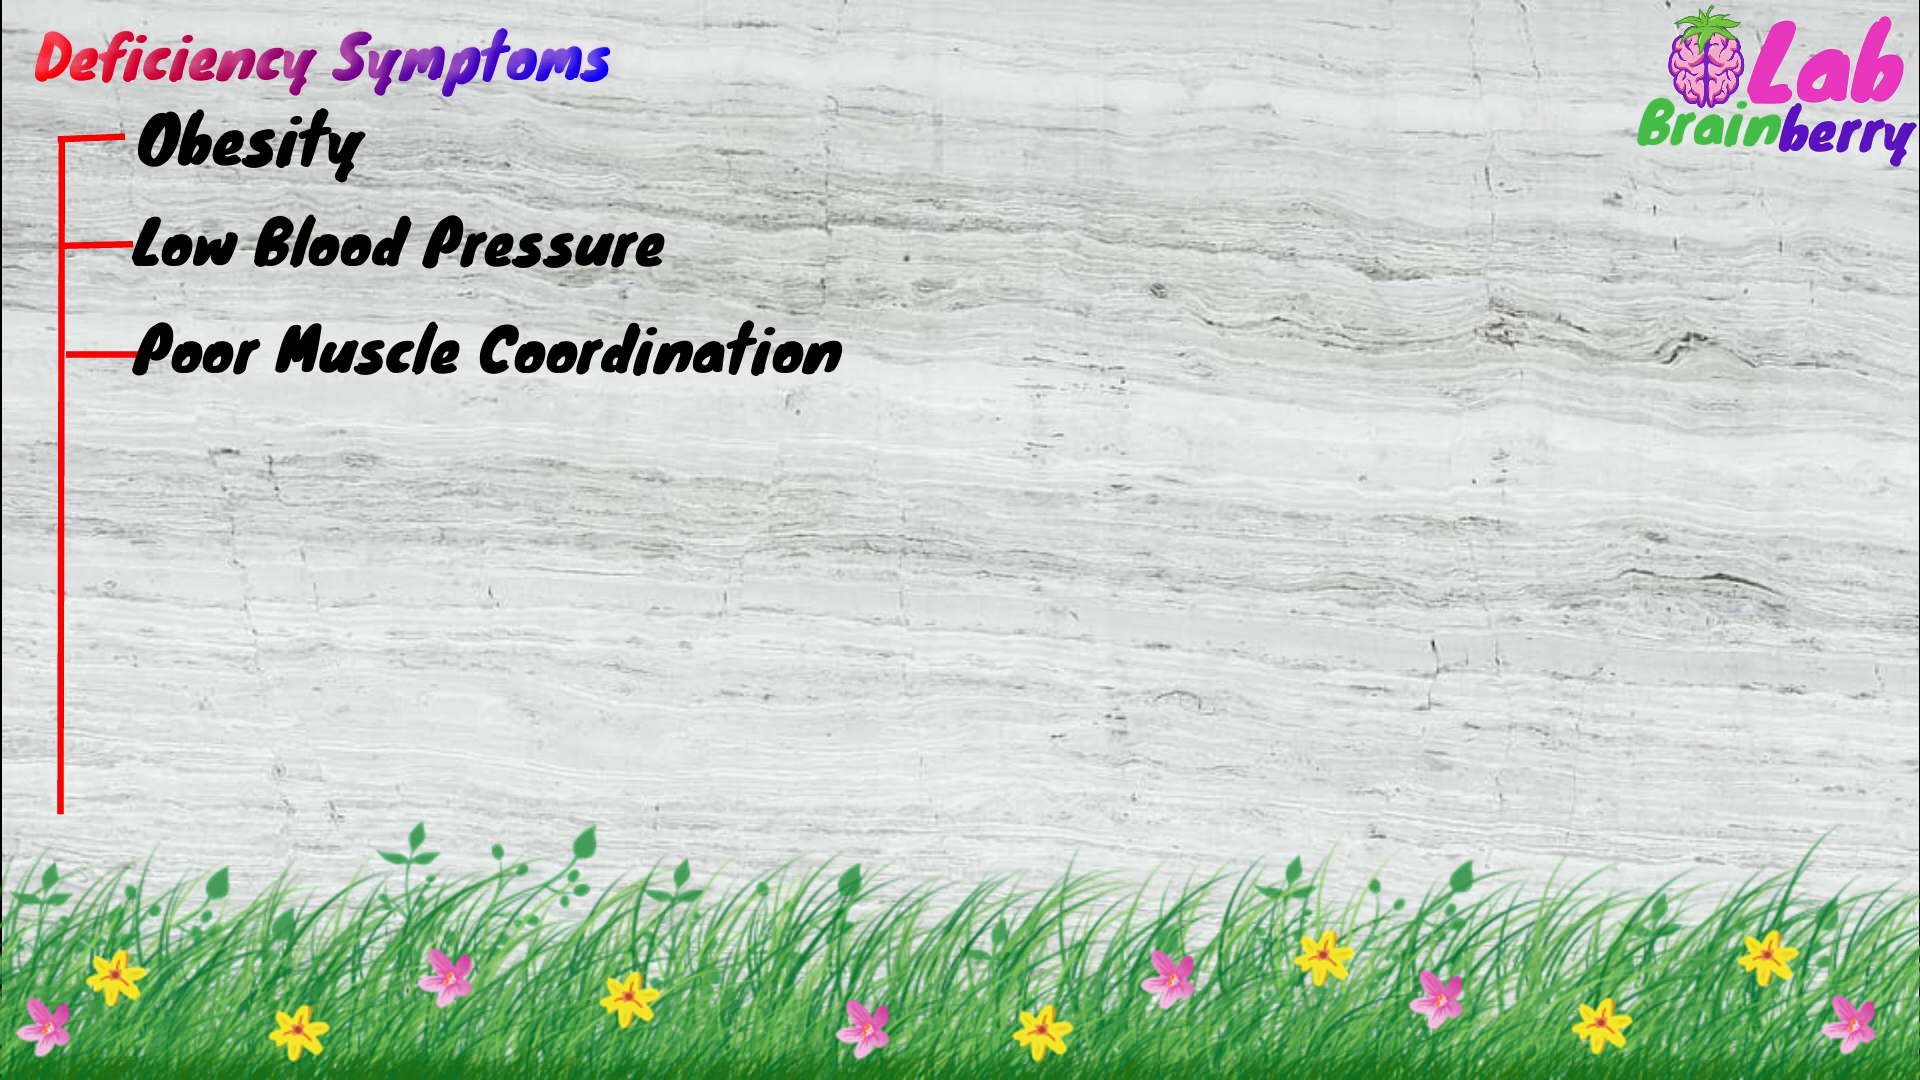 Deficiency Symptoms
Obesity
Low Blood Pressure
Poor Muscle Coordination
Lab
Brainberry